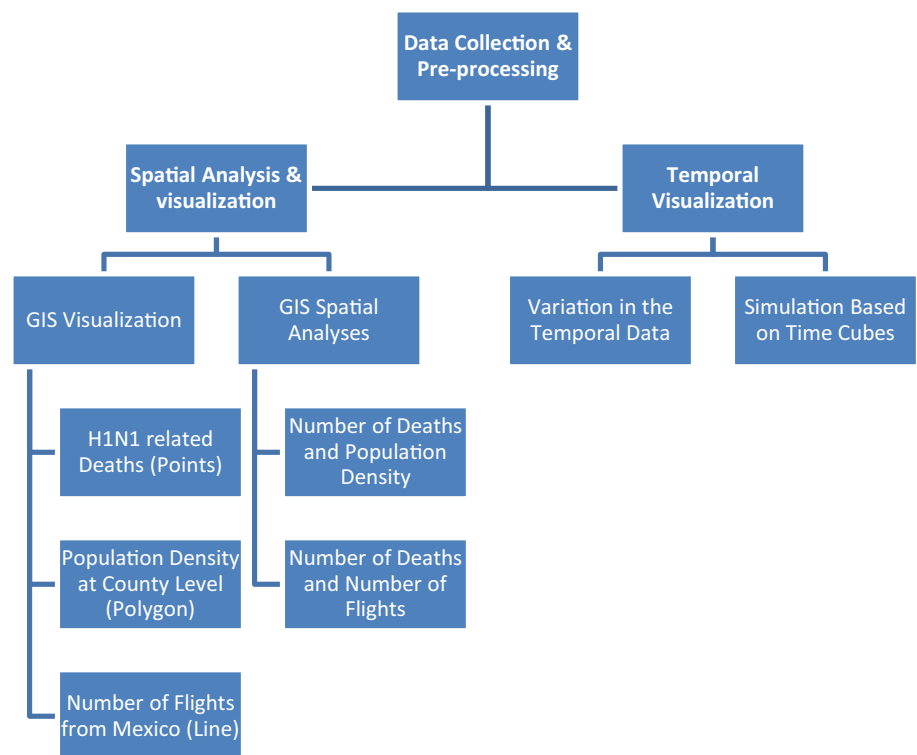 Data Collection &
Pre-processing
Spatial Analysis &
visualization
Temporal
Visualization
GIS Visualization
GIS Spatial
Analyses
Variation in the
Temporal Data
Simulation Based
on Time Cubes
H1N1 related
Deaths (Points)
Number of Deaths
and Population
Density
Population Density
at County Level
(Polygon)
Number of Deaths
and Number of
Flights
Number of Flights
from Mexico (Line)